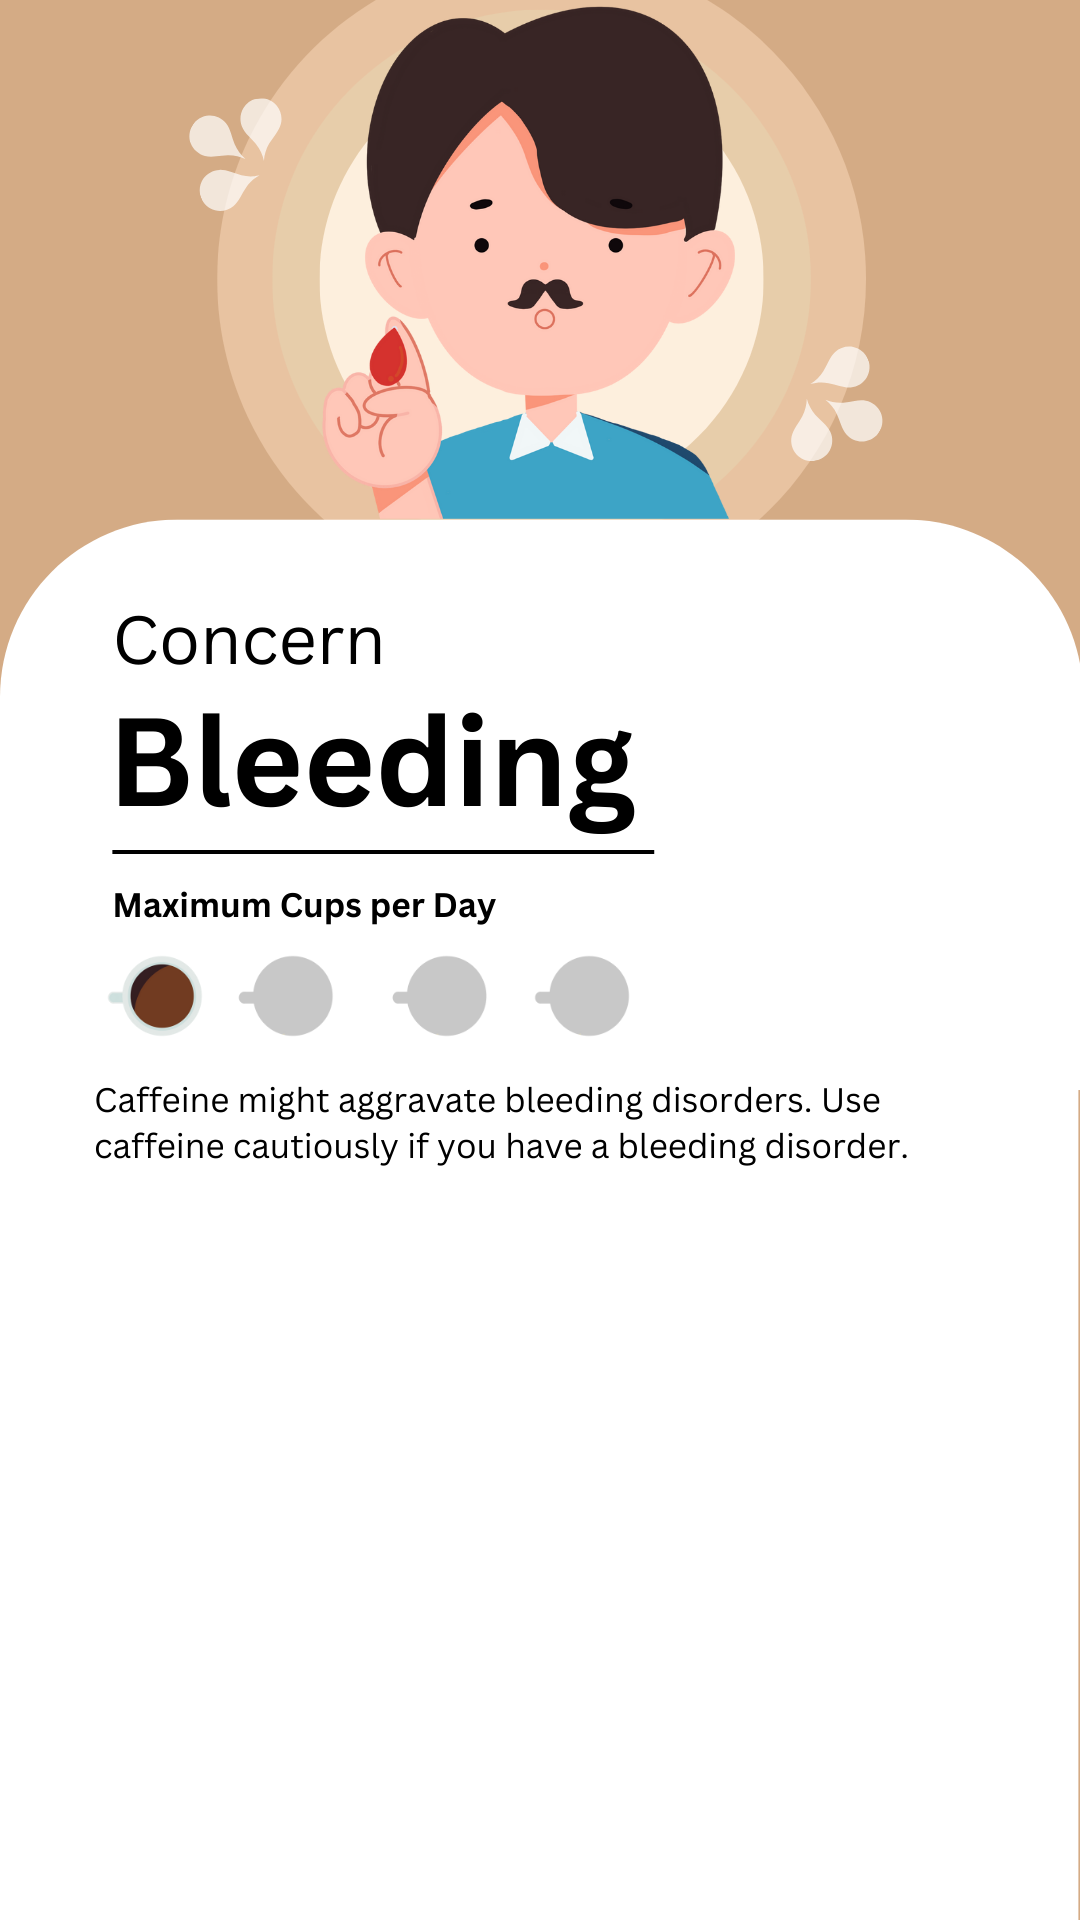 Concern
Bleeding
Maximum Cups per Day
Caffeine might aggravate bleeding disorders. Use
caffeine cautiously if you have a bleeding disorder.